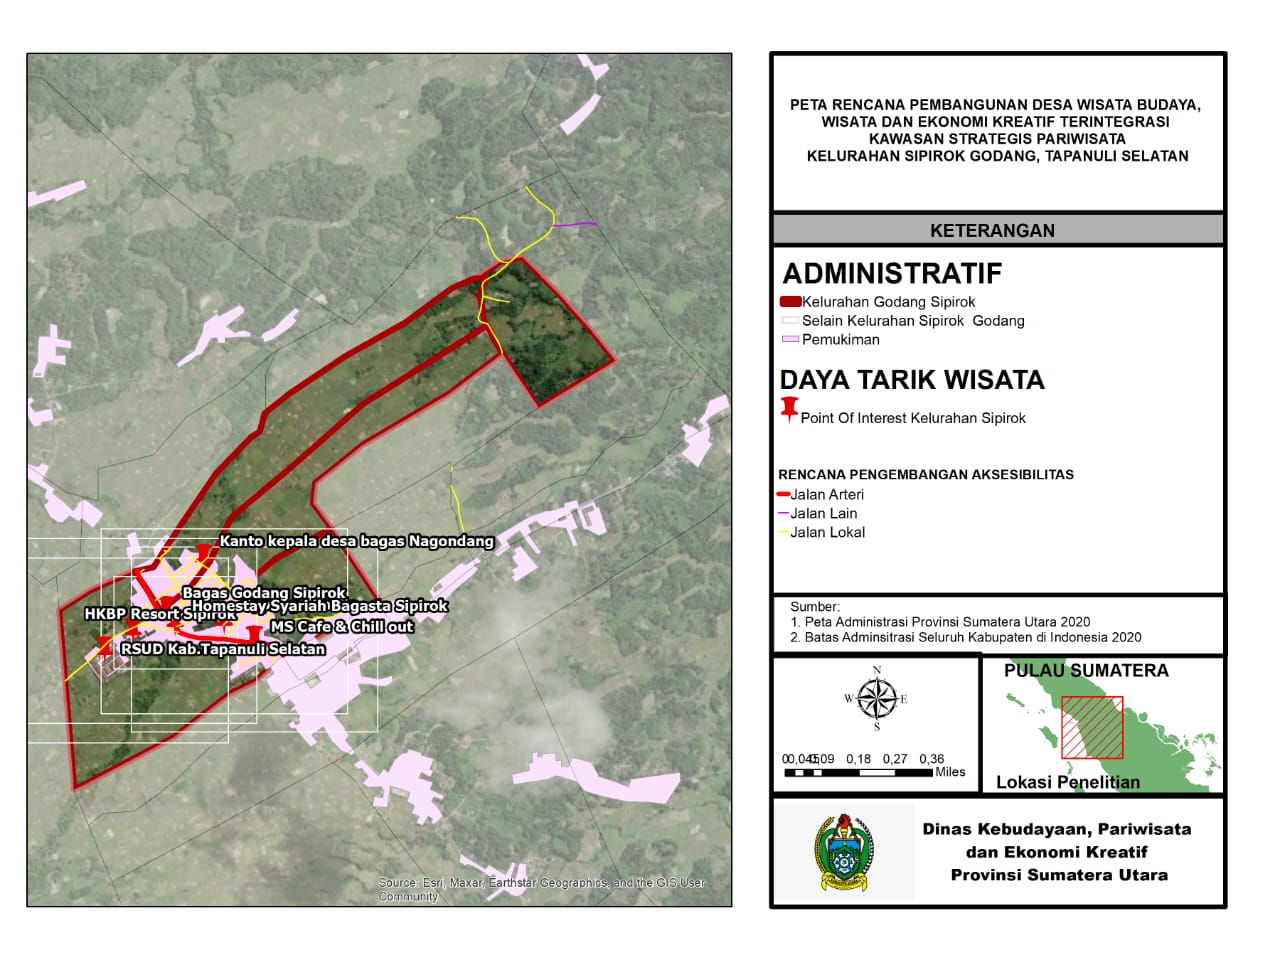 PETA RENCANA PEMBANGUNAN DESA WISATA BUDAYA,
WISATA DAN EKONOMI KREATIF TERINTEGRASI
KAWASAN STRATEGIS PARIWISATA
KELURAHAN SIPIROK GODANG, TAPANULI SELATAN
KETERANGAN
ADMINISTRATIF
Kelurahan Godang Sipirok
Selain Kelurahan Sipirok Godang
Pemukiman
DAYA TARIK WISATA
Point Of Interest Kelurahan Sipirok
RENCANA PENGEMBANGAN AKSESIBILITAS
Jalan Arteri
Jalan Lain
Jalan Lokal
Sumber:
1. Peta Administrasi Provinsi Sumatera Utara 2020
2. Batas Adminsitrasi Seluruh Kabupaten di Indonesia 2020
N
W E
S
0 0,045 0,09 0,18 0,27 0,36
Miles
PULAU SUMATERA
Lokasi Penelitian
Dinas Kebudayaan, Pariwisata
dan Ekonomi Kreatif
Provinsi Sumatera Utara
Kanto kepala desa bagas Nagondang
Bagas Godang Sipirok
Homestay Syariah Bagasta Sipirok
HKBP Resort Sipirok
MS Cafe & Chill out
RSUD Kab.Tapanuli Selatan
Source: Esri, Maxar, Earthstar Geographics, and the GIS User
Community